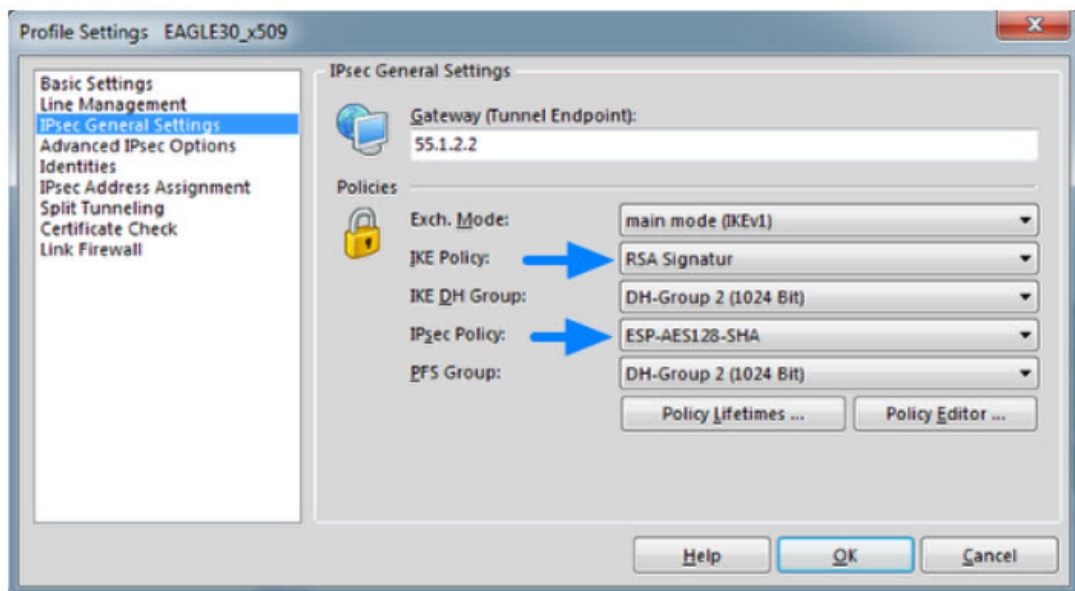 Profile Settings EAGLE30_x509
Basic Settings
Line Management
IPsec General Settings
Advanced IPsec Options
Identities
IPsec Address Assignment
Split Tunneling
Certificate Check
Link Firewall
IPsec General Settings
Gateway (Tunnel Endpoint):
55.1.2.2
Policies
Exch. Mode: main mode (IKEv1)
IKE Policy: RSA Signatur
IKE DH Group: DH-Group 2 (1024 Bit)
IPsec Policy: ESP-AES128-SHA
PFS Group: DH-Group 2 (1024 Bit)
Policy Lifetimes ... Policy Editor ...
Help OK Cancel